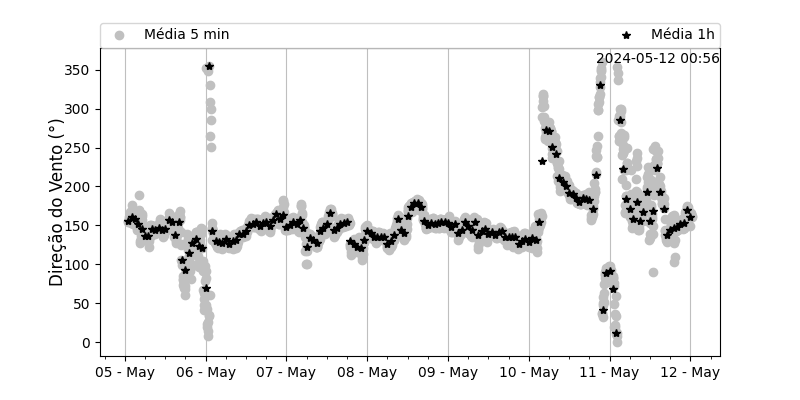 Média 5 min
Média 1h
2024-05-12 00:56
Direção do Vento (°)
350
300
250
200
150
100
50
0
05 - May
06 - May
07 - May
08 - May
09 - May
10 - May
11 - May
12 - May